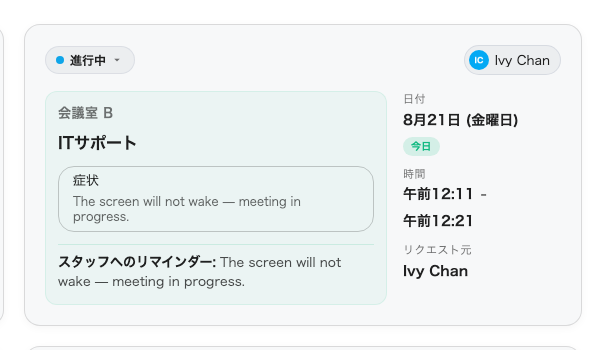 進行中
IC Ivy Chan
会議室 B
ITサポート
症状
The screen will not wake — meeting in
progress.
スタッフへのリマインダー: The screen will not
wake — meeting in progress.
日付
8月21日 (金曜日)
今日
時間
午前12:11 –
午前12:21
リクエスト元
Ivy Chan